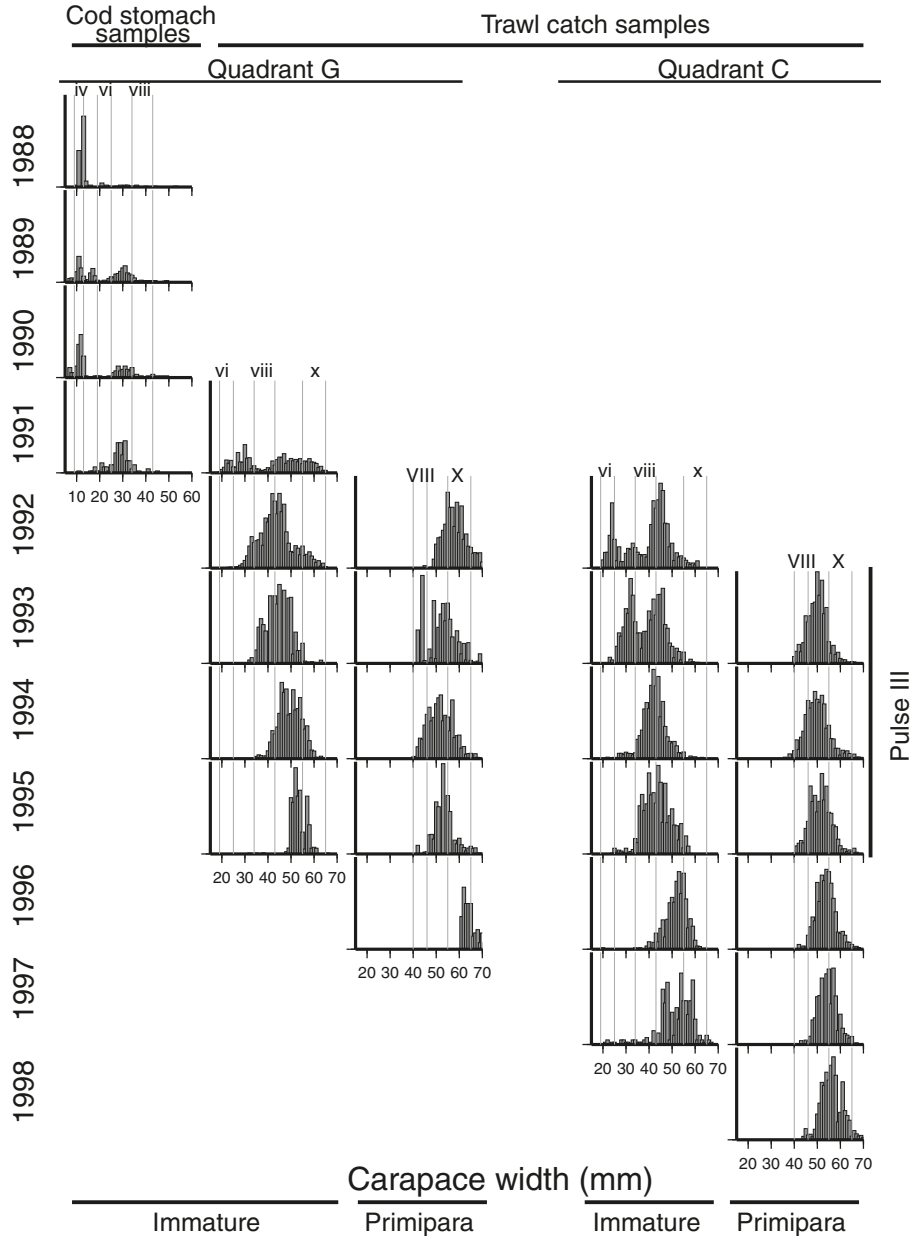 Cod stomach samples
Trawl catch samples
Quadrant G
Quadrant C
iv vi viii
1988
1989
1990
1991
vi viii x
10 20 30 40 50 60
1992
VIII X
vi viii x
1993
VIII X
1994
Pulse III
1995
20 30 40 50 60 70
1996
20 30 40 50 60 70
1997
20 30 40 50 60 70
1998
20 30 40 50 60 70
Carapace width (mm)
Immature
Primipara
Immature
Primipara